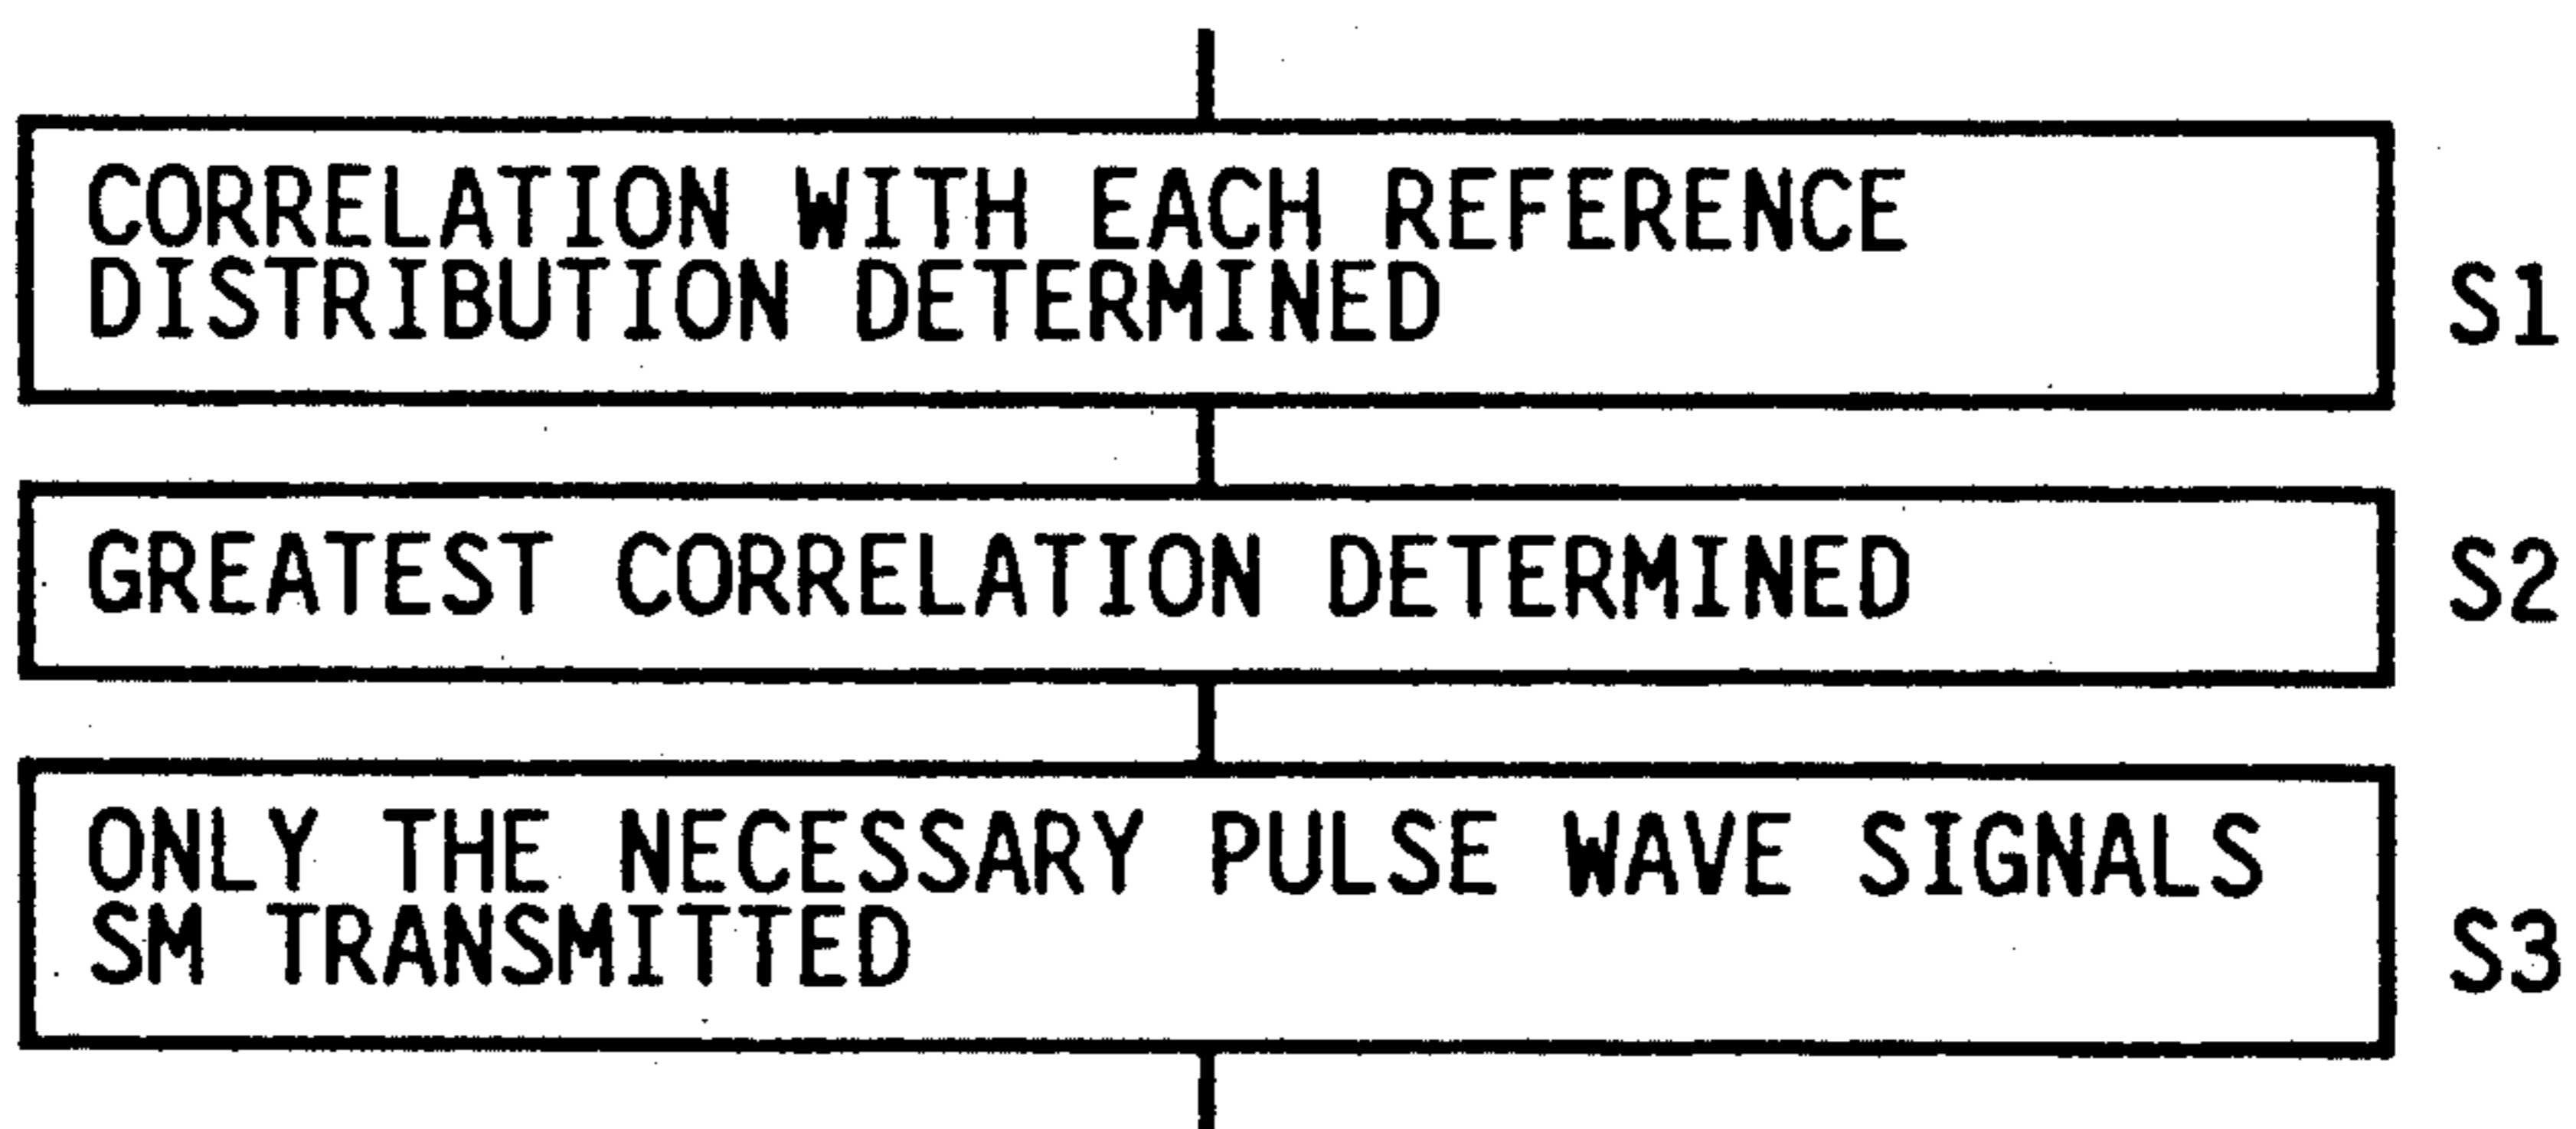 CORRELATION WITH EACH REFERENCE
DISTRIBUTION DETERMINED
S1
GREATEST CORRELATION DETERMINED
S2
ONLY THE NECESSARY PULSE WAVE SIGNALS
SM TRANSMITTED
S3